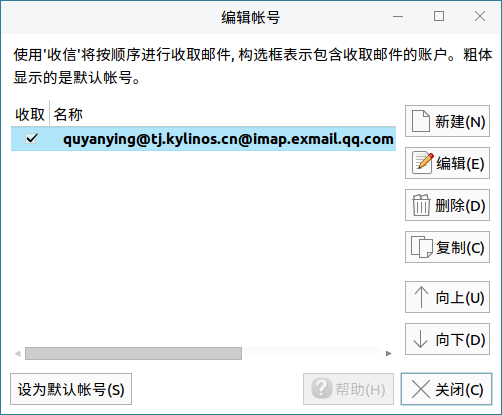 编辑帐号
使用'收信'将按顺序进行收取邮件, 构选框表示包含收取邮件的账户。粗体
显示的是默认帐号。
收取 名称
quyanying@tj.kylinos.cn@imap.exmail.qq.com
新建(N)
编辑(E)
删除(D)
复制(C)
向上(U)
向下(D)
设为默认帐号(S)
帮助(H)
关闭(C)